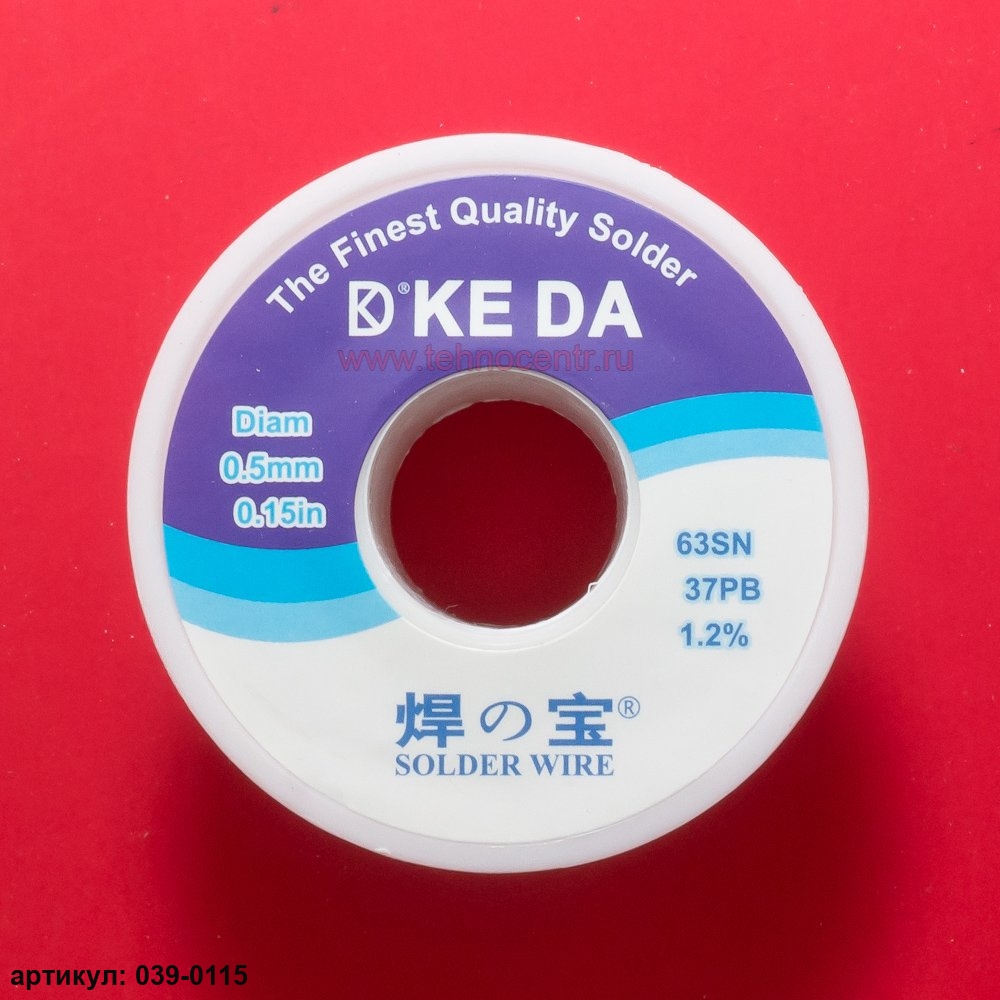 The Finest Quality Solder
DK® KE DA
www.tehnocentr.ru
Diam
0.5mm
0.15in
63SN
37PB
1.2%
焊の宝®
SOLDER WIRE
артикул: 039-0115